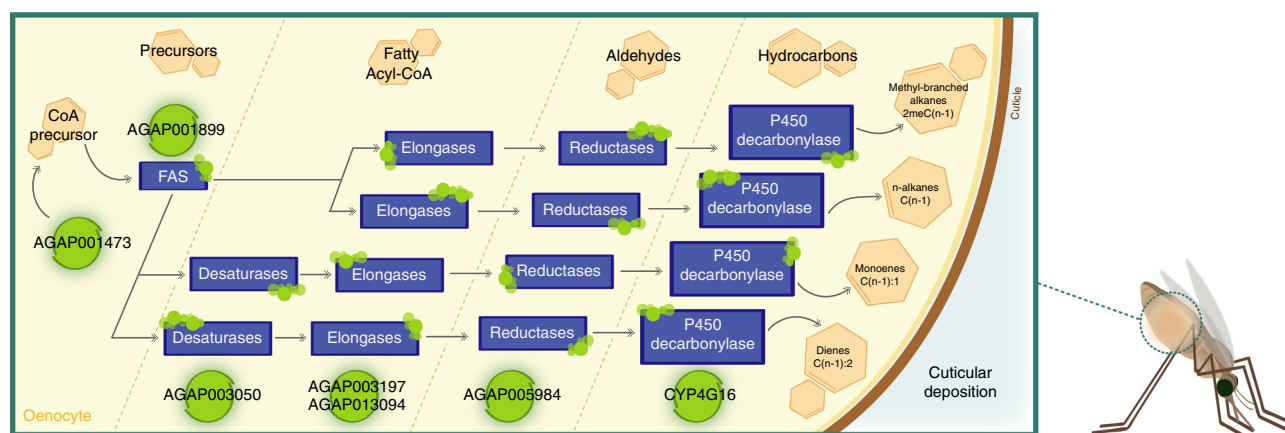 Precursors
Fatty
Acyl-CoA
Aldehydes
Hydrocarbons
CoA
precursor
AGAP001899
FAS
AGAP001473
Elongases
Reductases
P450
decarbonylase
Methyl-branched
alkanes
2meC(n-1)
Elongases
Reductases
P450
decarbonylase
n-alkanes
C(n-1)
Desaturases
Elongases
Reductases
P450
decarbonylase
Monoenes
C(n-1):1
Desaturases
Elongases
Reductases
P450
decarbonylase
Dienes
C(n-1):2
AGAP003050
AGAP003197
AGAP013094
AGAP005984
CYP4G16
Oenocyte
Cuticle
Cuticular
deposition